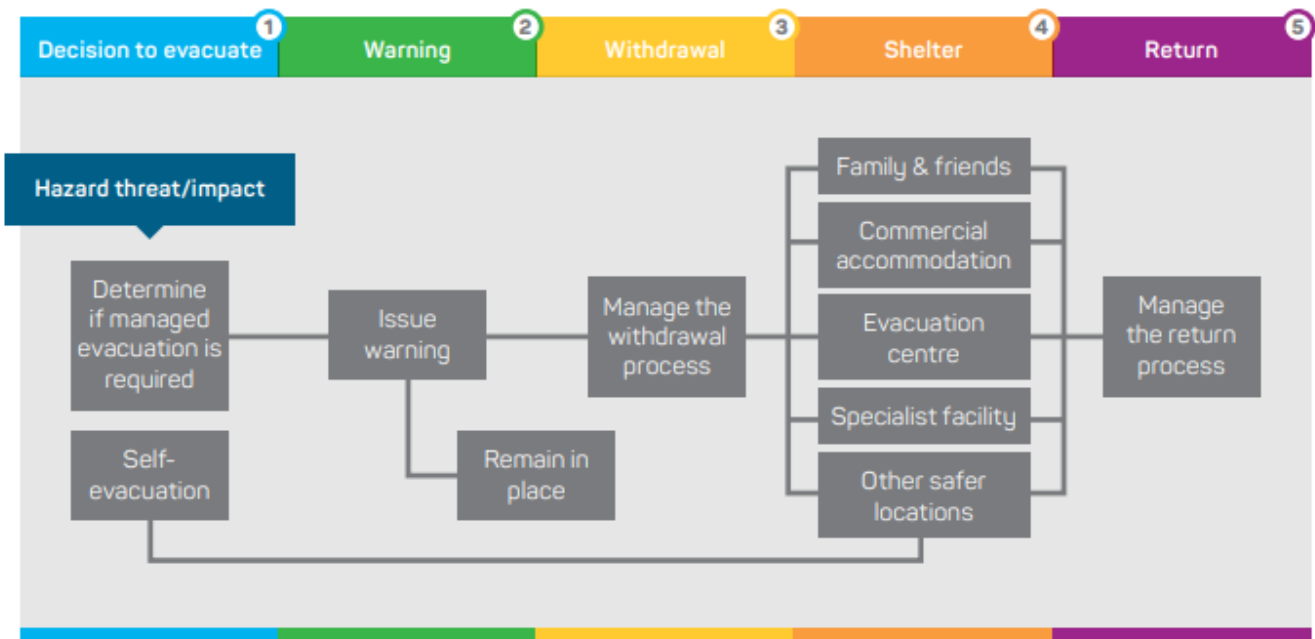 1
2
3
4
5
Decision to evacuate
Warning
Withdrawal
Shelter
Return
Hazard threat/impact
Determine
if managed
evacuation is
required
Self-
evacuation
Issue
warning
Remain in
place
Manage the
withdrawal
process
Family & friends
Commercial
accommodation
Evacuation
centre
Specialist facility
Other safer
locations
Manage
the return
process